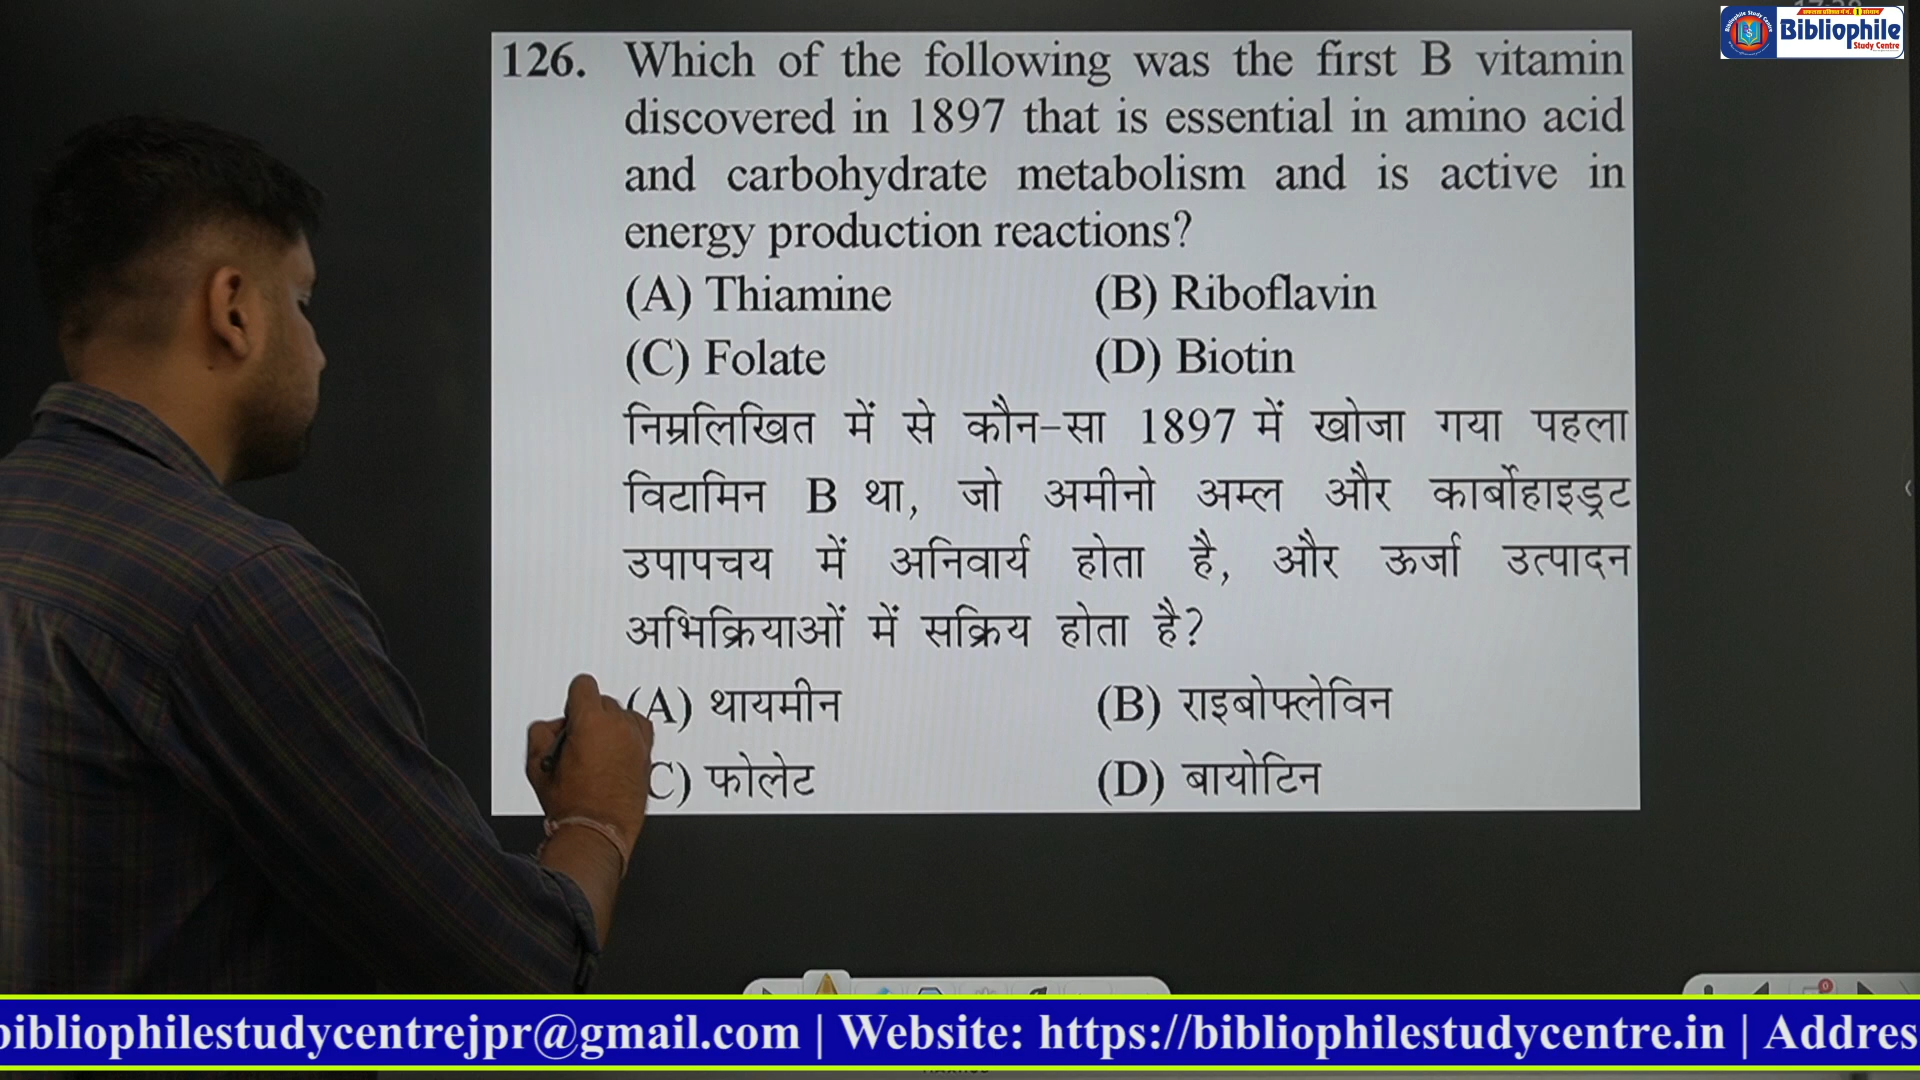 Bibliophile
Study Centre
126. Which of the following was the first B vitamin
discovered in 1897 that is essential in amino acid
and carbohydrate metabolism and is active in
energy production reactions?
(A) Thiamine (B) Riboflavin
(C) Folate (D) Biotin
निम्नलिखित में से कौन-सा 1897 में खोजा गया पहला
विटामिन B था, जो अमीनो अम्ल और कार्बोहाइड्रेट
उपापचय में अनिवार्य होता है, और ऊर्जा उत्पादन
अभिक्रियाओं में सक्रिय होता है?
(A) थायमीन (B) राइबोफ्लेविन
C) फोलेट (D) बायोटिन
bibliophilestudycentrejpr@gmail.com | Website: https://bibliophilestudycentre.in | Addres